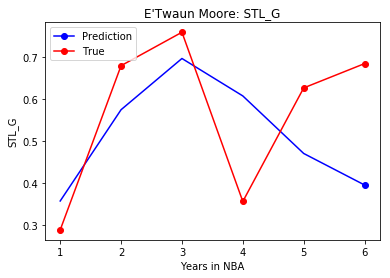 E'Twaun Moore: STL_G
Prediction
True
STL_G
0.7
0.6
0.5
0.4
0.3
1 2 3 4 5 6
Years in NBA